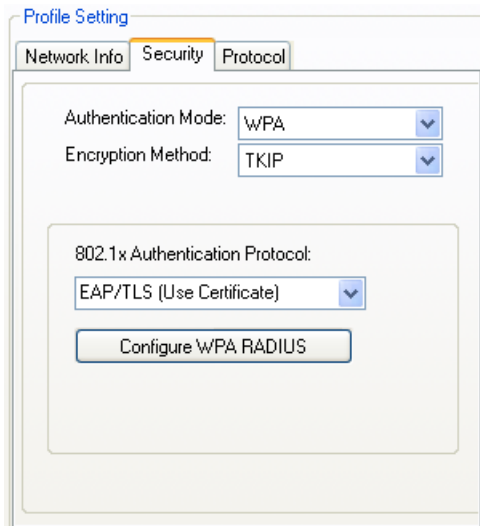 Profile Setting
Network Info Security Protocol
Authentication Mode: WPA
Encryption Method: TKIP
802.1x Authentication Protocol:
EAP/TLS (Use Certificate)
Configure WPA RADIUS